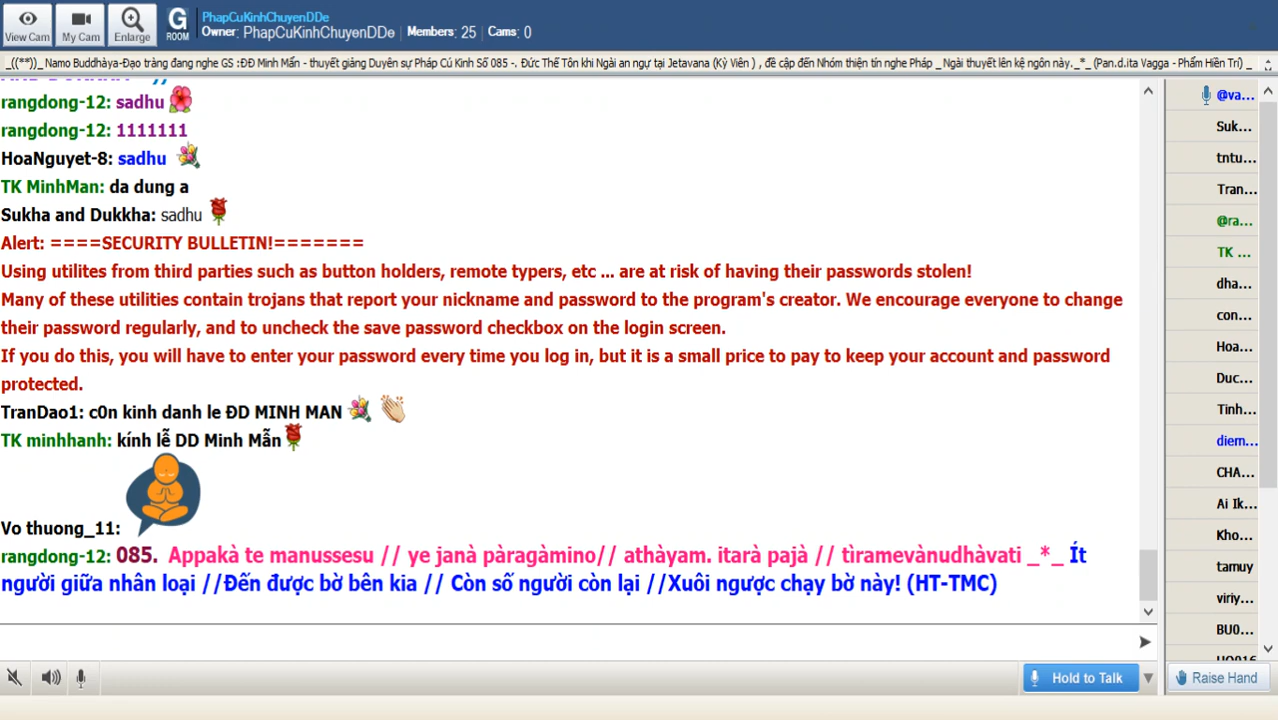 View Cam
My Cam
Enlarge
G
ROOM
PhapCuKinhChuyenDDe
Owner: PhapCuKinhChuyenDDe Members: 25 Cams: 0
_((**))_ Namo Buddhàya-Đạo tràng đang nghe GS :ĐĐ Minh Mẩn - thuyết giảng Duyên sự Pháp Cú Kinh Số 085 -. Đức Thế Tôn khi Ngài an ngự tại Jetavana (Kỳ Viên ) , đề cập đến Nhóm thiện tín nghe Pháp _ Ngài thuyết lên kệ ngôn này._*_ (Pan.d.ita Vagga - Phẩm Hiền Trí) _
rangdong-12: sadhu
rangdong-12: 1111111
HoaNguyet-8: sadhu
TK MinhMan: da dung a
Sukha and Dukkha: sadhu
Alert: ====SECURITY BULLETIN!=======
Using utilites from third parties such as button holders, remote typers, etc ... are at risk of having their passwords stolen!
Many of these utilities contain trojans that report your nickname and password to the program's creator. We encourage everyone to change
their password regularly, and to uncheck the save password checkbox on the login screen.
If you do this, you will have to enter your password every time you log in, but it is a small price to pay to keep your account and password
protected.
TranDao1: c0n kinh danh le ĐD MINH MAN
TK minhhanh: kính lễ DD Minh Mẫn
Vo thuong_11:
rangdong-12: 085. Appakà te manussesu // ye janà pàragàmino// athàyam. itarà pajà // tìramevànudhàvati _*_ Ít
người giữa nhân loại //Đến được bờ bên kia // Còn số người còn lại //Xuôi ngược chạy bờ này! (HT-TMC)
@va...
Suk...
tntu...
Tran...
@ra...
TK ...
dha...
con...
Hoa...
Duc...
Tinh...
diem...
CHA...
Ai Ik...
Kho...
tamuy
viriy...
BU0...
Hold to Talk
Raise Hand